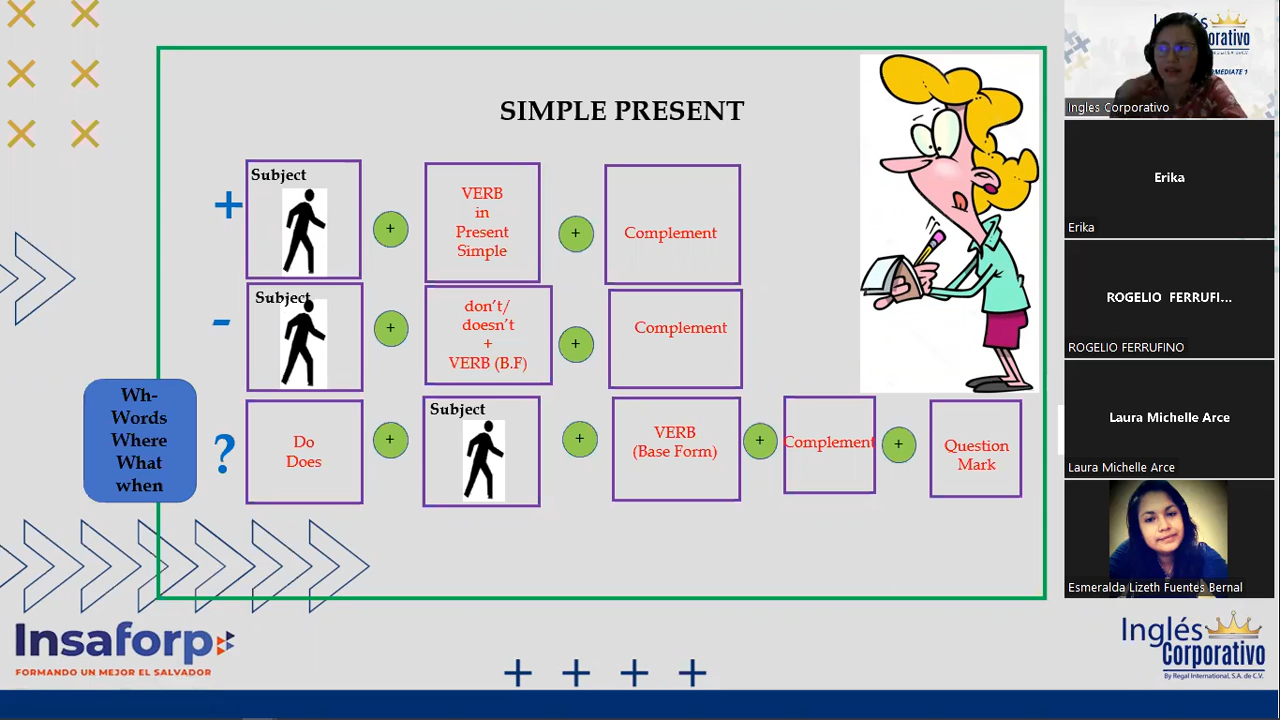 SIMPLE PRESENT
+
Subject
+
VERB
in
Present
Simple
+
Complement
-
Subject
+
don't/
doesn't
+
VERB (B.F)
+
Complement
Wh-
Words
Where
What
when
?
Do
Does
+
Subject
+
VERB
(Base Form)
+
Complement
+
Question
Mark
Insaforp
FORMANDO UN MEJOR EL SALVADOR
Inglés
Corporativo
By Regal International, S.A. de C.V.
Inglés Corporativo
Erika
Erika
ROGELIO FERRUFI...
ROGELIO FERRUFINO
Laura Michelle Arce
Laura Michelle Arce
Esmeralda Lizeth Fuentes Bernal